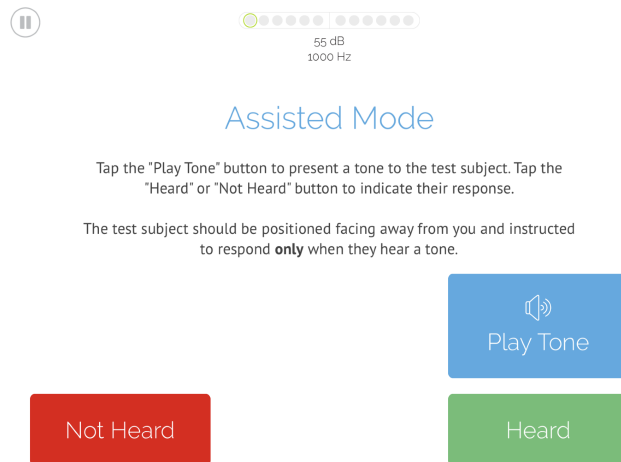 55 dB
1000 Hz
Assisted Mode
Tap the "Play Tone" button to present a tone to the test subject. Tap the
"Heard" or "Not Heard" button to indicate their response.
The test subject should be positioned facing away from you and instructed
to respond only when they hear a tone.
Play Tone
Not Heard
Heard